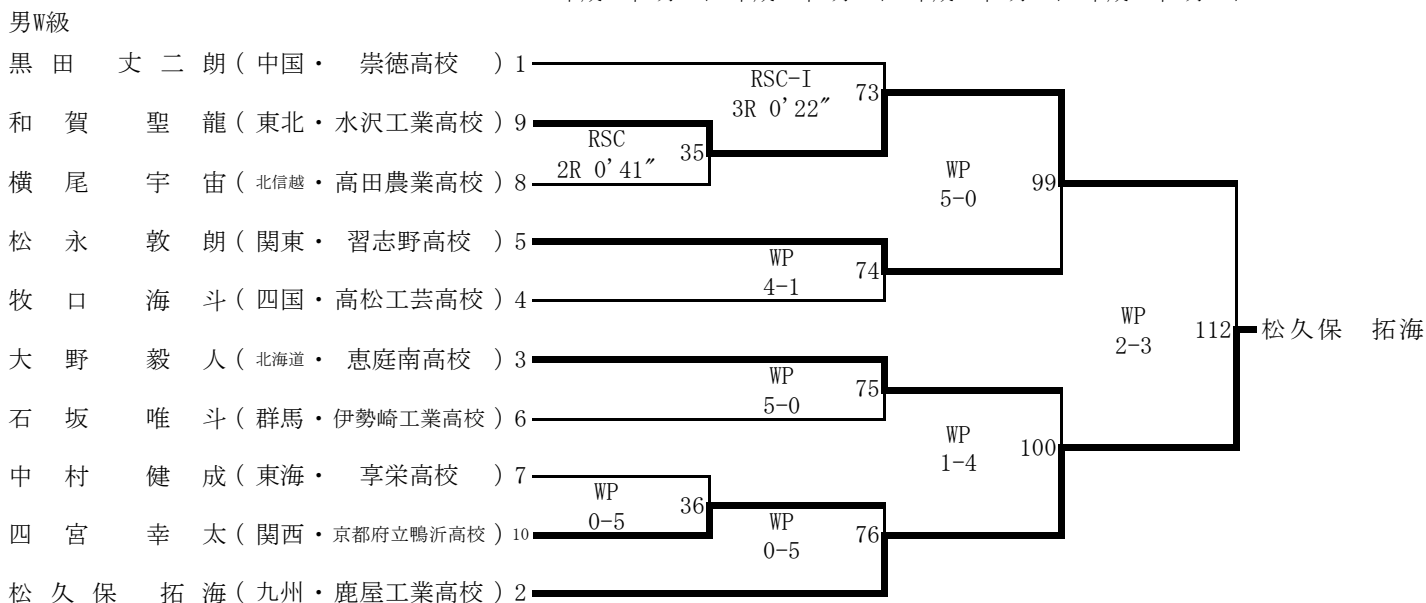 男W級
黒田 丈二朗(中国・ 崇徳高校 )1
RSC-I
3R 0'22″
73
和賀 聖龍(東北・水沢工業高校)9
RSC
2R 0'41″
35
横尾 宇宙(北信越・高田農業高校)8
WP
5-0
99
松永 敦朗(関東・ 習志野高校 )5
WP
4-1
74
牧口 海斗(四国・高松工芸高校)4
WP
2-3
112
松久保 拓海
大野 毅人(北海道・ 恵庭南高校 )3
WP
5-0
75
石坂 唯斗(群馬・伊勢崎工業高校)6
WP
1-4
100
中村 健成(東海・ 享栄高校 )7
WP
0-5
36
四宮 幸太(関西・京都府立鴨沂高校)10
WP
0-5
76
松久保 拓海(九州・鹿屋工業高校)2